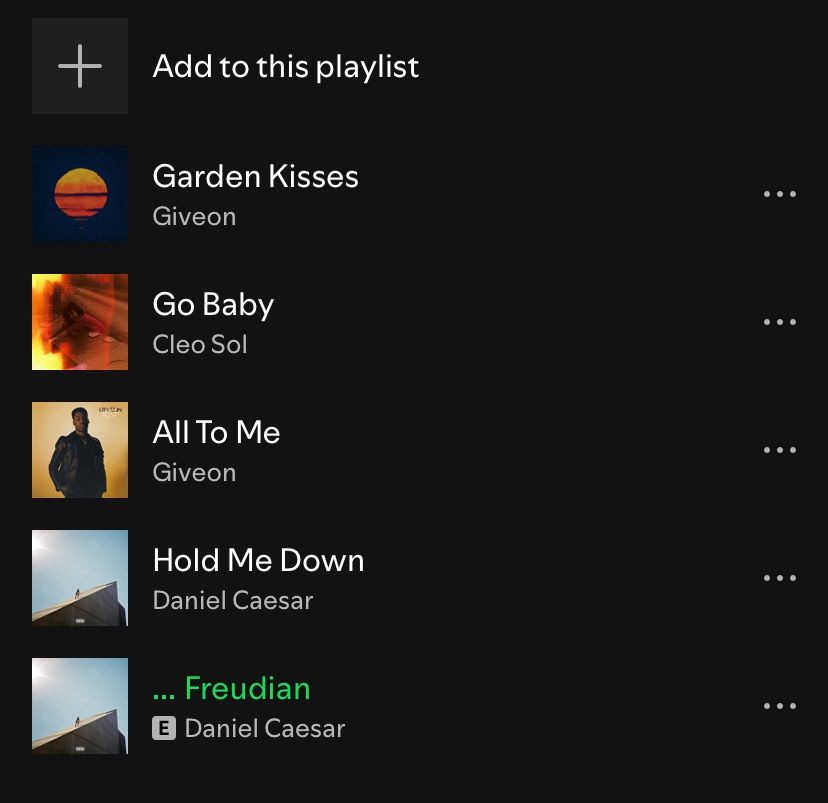 Add to this playlist
Garden Kisses
Giveon
Go Baby
Cleo Sol
GIVEON
All To Me
Giveon
Hold Me Down
Daniel Caesar
... Freudian
E Daniel Caesar